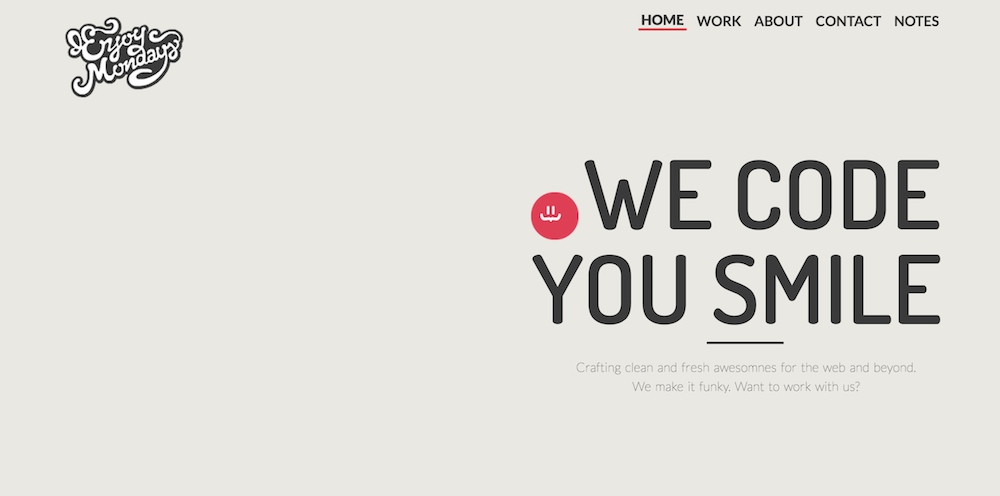 I Enjoy
Mondays
HOME WORK ABOUT CONTACT NOTES
WE CODE
YOU SMILE
Crafting clean and fresh awesomnes for the web and beyond.
We make it funky. Want to work with us?